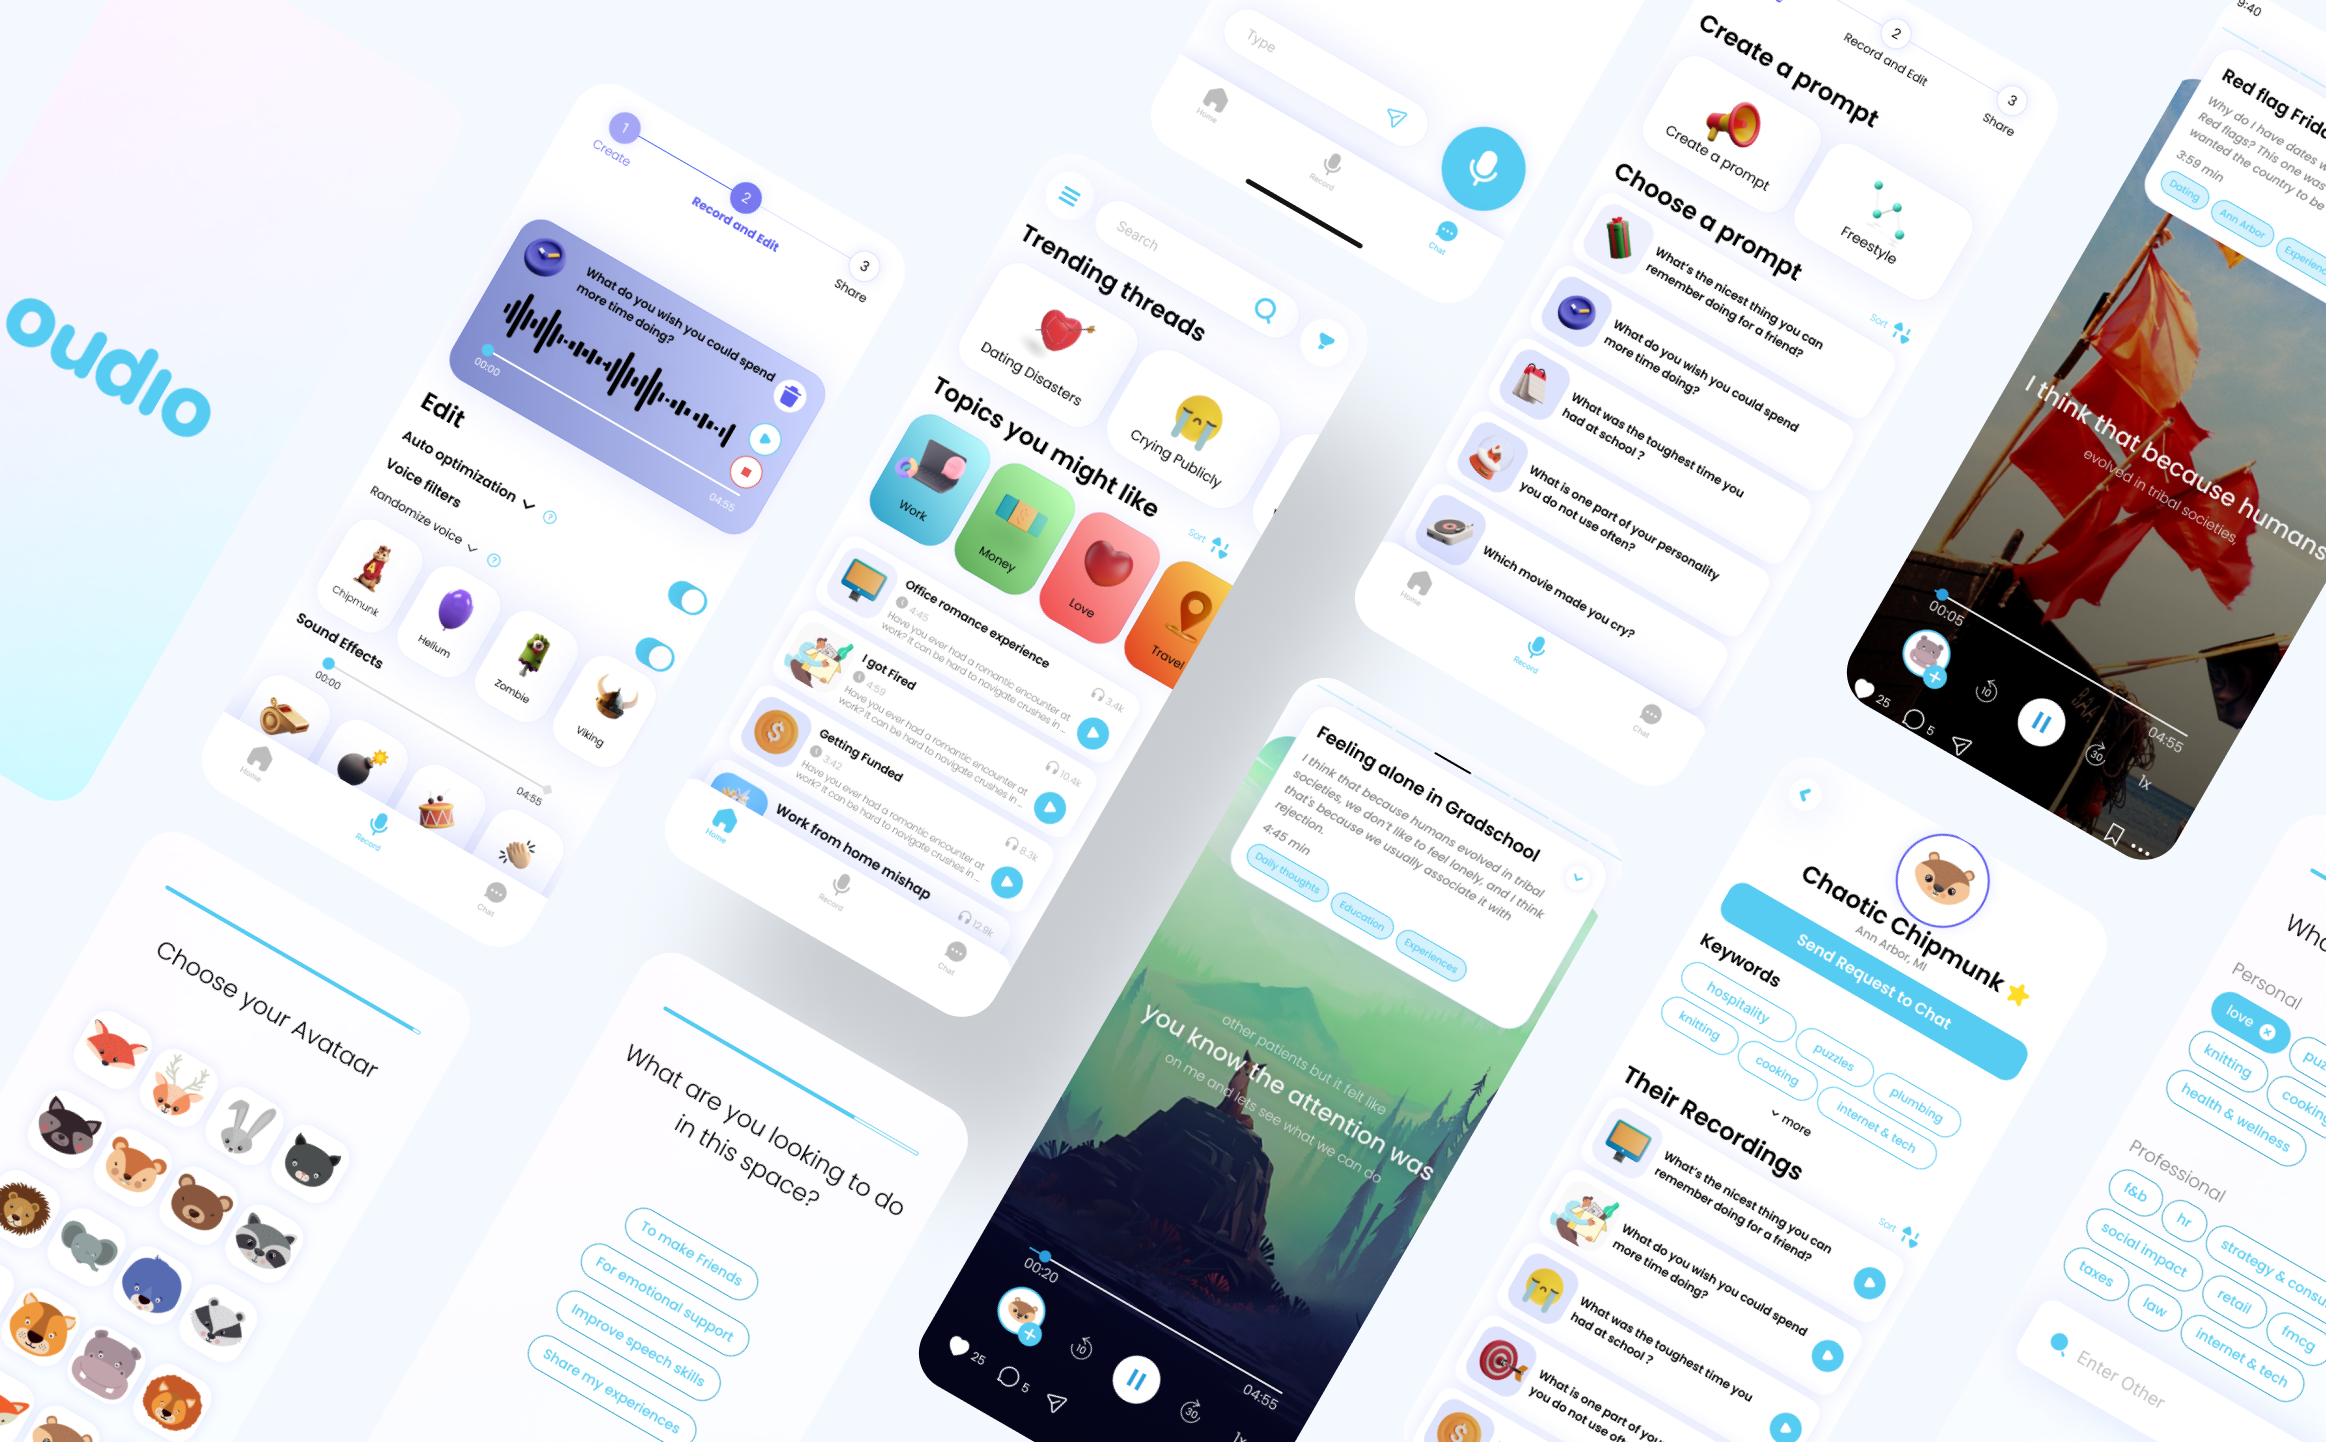 oudio
1
Create
2
Record and Edit
3
Share
What do you wish you could spend
more time doing?
00:00
04:55
Edit
Auto optimization
?
Voice filters
Randomize voice
?
Chipmunk
Helium
Zombie
Viking
Sound Effects
00:00
04:55
Home
Record
Chat
Search
Trending threads
Dating Disasters
Crying Publicly
Topics you might like
Sort
Work
Money
Love
Travel
Office romance experience
4:45
Have you ever had a romantic encounter at
work? It can be hard to navigate crushes in...
3.4k
I got Fired
4:59
Have you ever had a romantic encounter at
work? It can be hard to navigate crushes in...
10.4k
Getting Funded
3:42
Have you ever had a romantic encounter at
work? It can be hard to navigate crushes in...
8.3k
Work from home mishap
12.9k
Home
Record
Chat
Type
Home
Record
Chat
2
Record and Edit
3
Share
Create a prompt
Create a prompt
Freestyle
Choose a prompt
Sort
What's the nicest thing you can
remember doing for a friend?
What do you wish you could spend
more time doing?
What was the toughest time you
had at school ?
What is one part of your personality
you do not use often?
Which movie made you cry?
Home
Record
Chat
9:40
Red flag Frida
Why do I have dates w
Red flags? This one was
wanted the country to be
3:59 min
Dating
Ann Arbor
Experienc
I think that because humans
evolved in tribal societies,
00:05
04:55
10
30
1x
25
5
Choose your Avataar
What are you looking to do
in this space?
To make Friends
For emotional support
Improve speech skills
Share my experiences
Feeling alone in Gradschool
I think that because humans evolved in tribal
societies, we don't like to feel lonely, and I think
that's because we usually associate it with
rejection.
4:45 min
Daily thoughts
Education
Experiences
other patients but it felt like
you know the attention was
on me and lets see what we can do
00:20
04:55
10
30
1x
25
5
Chaotic Chipmunk
Ann Arbor, MI
Send Request to Chat
Keywords
hospitality
puzzles
plumbing
knitting
cooking
internet & tech
more
Their Recordings
Sort
What's the nicest thing you can
remember doing for a friend?
What do you wish you could spend
more time doing?
What was the toughest time you
had at school ?
What is one part of you
you do not use oft
Wha
Personal
love
puz
knitting
cooking
health & wellness
Professional
f&b
hr
strategy & consu
social impact
retail
fmcg
taxes
law
internet & tech
Enter Other